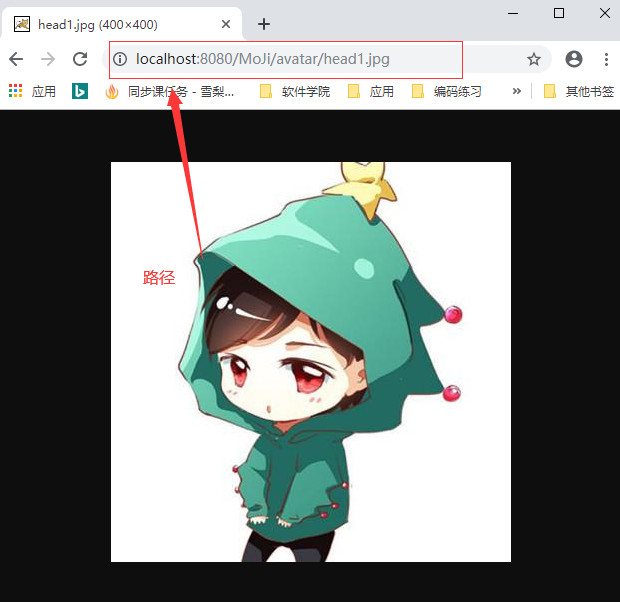 head1.jpg (400×400)
localhost:8080/MoJi/avatar/head1.jpg
应用 同步课任务 - 雪梨... 软件学院 应用 编码练习 » 其他书签
路径